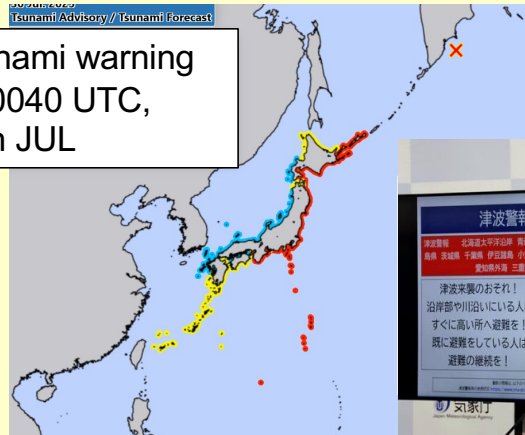 30 Jul. 2025
Tsunami Advisory / Tsunami Forecast
nami warning
0040 UTC,
JUL
津波警報
津波警報 北海道太平洋沿岸 青
島県 茨城県 千葉県 伊豆諸島 小
愛知県外海 三重
津波来襲のおそれ!
沿岸部や川沿いにいる人
すぐに高い所へ避難を!
既に避難をしている人は
避難の継続を!
気象庁
Japan Meteorological Agency